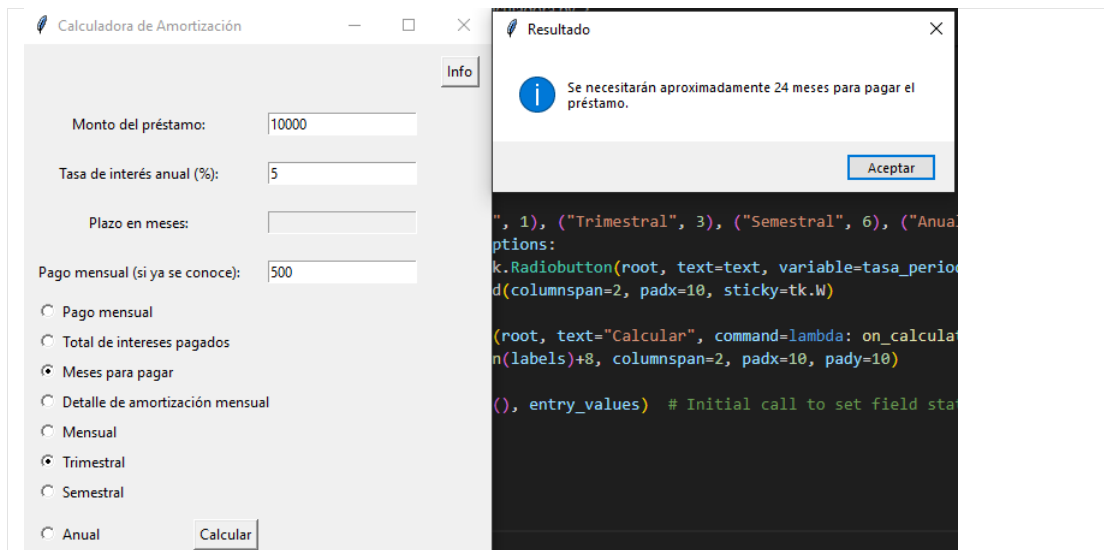 Calculadora de Amortización
Info
Monto del préstamo: 10000
Tasa de interés anual (%): 5
Plazo en meses:
Pago mensual (si ya se conoce): 500
Pago mensual
Total de intereses pagados
Meses para pagar
Detalle de amortización mensual
Mensual
Trimestral
Semestral
Anual
Calcular
Resultado
Se necesitarán aproximadamente 24 meses para pagar el
préstamo.
Aceptar
", 1), ("Trimestral", 3), ("Semestral", 6), ("Anual
ptions:
k.Radiobutton(root, text=text, variable=tasa_period
d(columnspan=2, padx=10, sticky=tk.W)
(root, text="Calcular", command=lambda: on_calculat
n(labels)+8, columnspan=2, padx=10, pady=10)
(), entry_values) # Initial call to set field stat